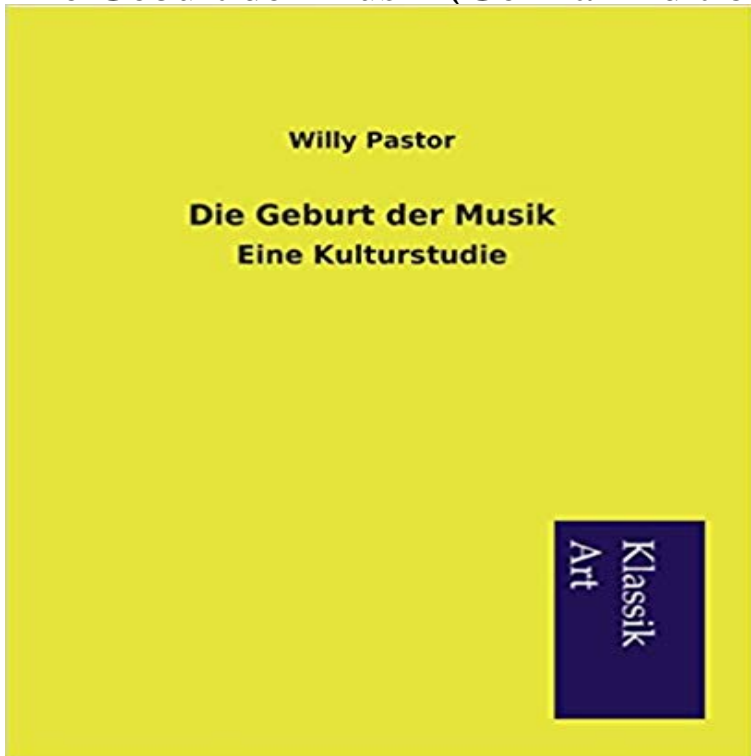 Willy Pastor
Die Geburt der Musik
Eine Kulturstudie
Klassik
Art